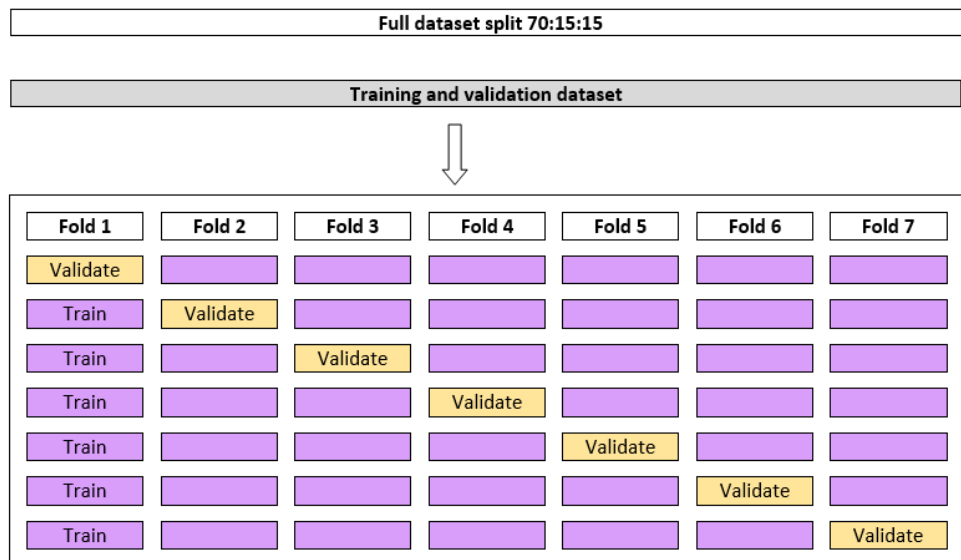 Full dataset split 70:15:15
Training and validation dataset
Fold 1 Fold 2 Fold 3 Fold 4 Fold 5 Fold 6 Fold 7
Validate
Train Validate
Train Validate
Train Validate
Train Validate
Train Validate
Train Validate